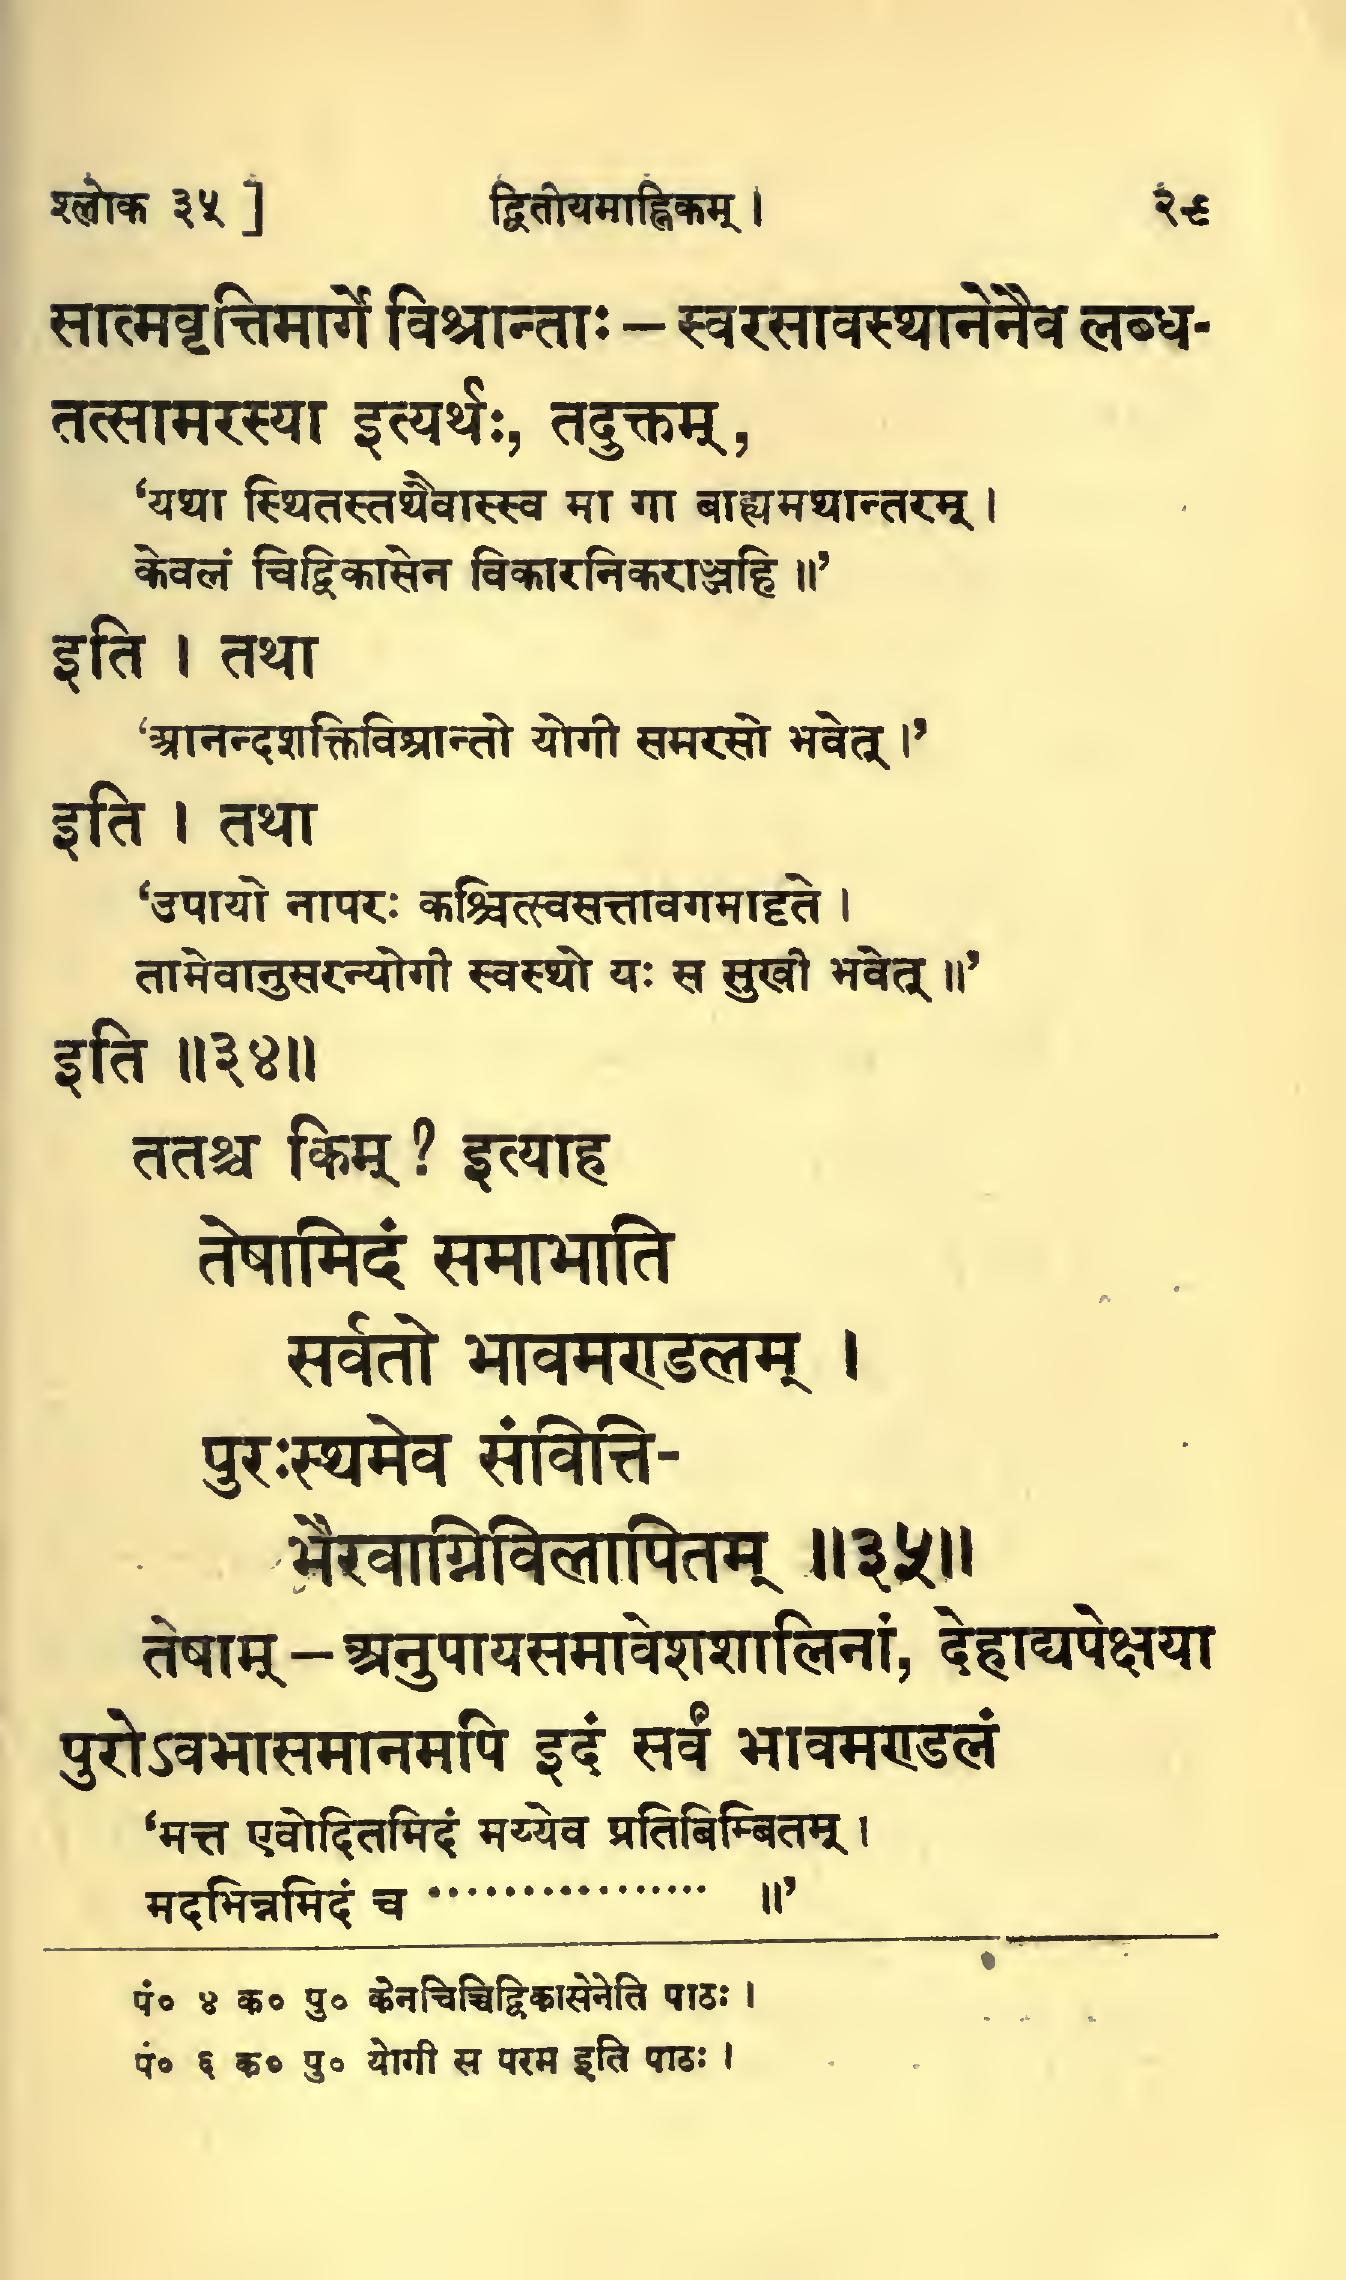 श्लोक ३५ ] द्वितीयमाह्निकम् । २९
सात्मवृत्तिमार्गे विश्रान्ताः – स्वरसावस्थानेनैव लब्ध-
तत्सामरस्या इत्यर्थः, तदुक्तम्,
‘यथा स्थितस्तथैवास्स्व मा गा बाह्यमथान्तरम् ।
केवलं चिद्विकासेन विकारनिकराञ्जहि ॥’
इति । तथा
‘आनन्दशक्तिविश्रान्तो योगी समरसो भवेत् ।’
इति । तथा
‘उपायो नापरः कश्चित्स्वसत्तावगमादृते ।
तामेवानुसरन्योगी स्वस्थो यः स सुखी भवेत् ॥’
इति ॥३४॥
ततश्च किम् ? इत्याह
तेषामिदं समाभाति
सर्वतो भावमण्डलम् ।
पुरःस्थमेव संवित्ति-
भैरवाग्निविलापितम् ॥३५॥
तेषाम् – अनुपायसमावेशशालिनां, देहाद्यपेक्षया
पुरोऽवभासमानमपि इदं सर्वं भावमण्डलं
‘मत्त एवोदितमिदं मय्येव प्रतिबिम्बितम् ।
मदभिन्नमिदं च ················ ॥’
पं० ४ क० पु० केनचिच्चिद्विकासेनेति पाठः ।
पं० ६ क० पु० योगी स परम इति पाठः ।